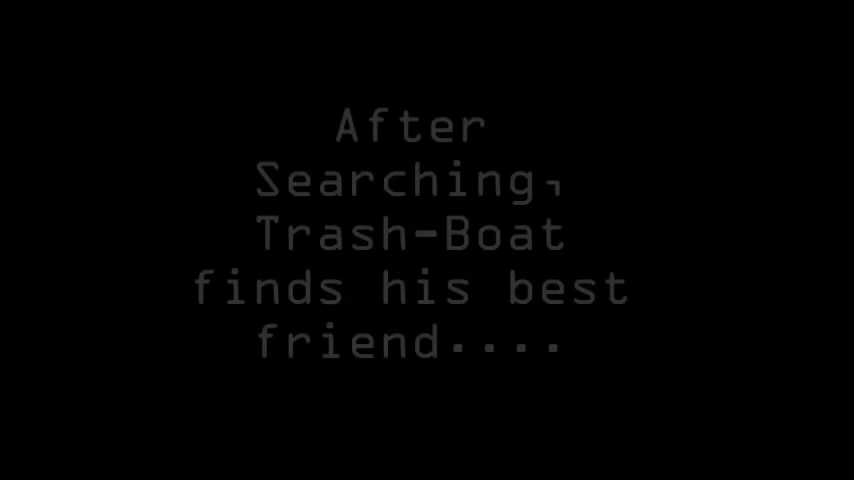 After
Searching,
Trash-Boat
finds his best
friend....